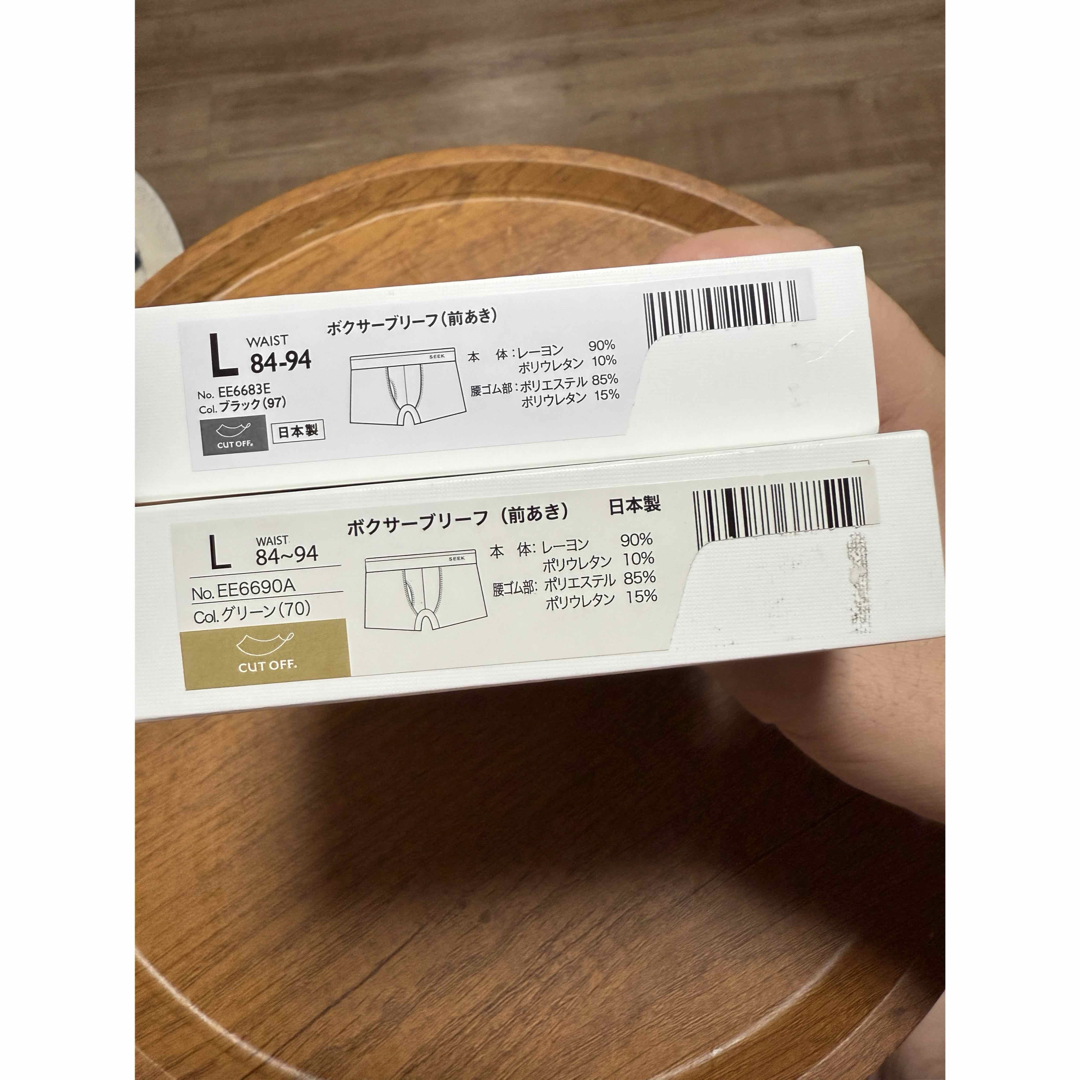 L WAIST 84-94
ボクサーブリーフ(前あき)
No. EE6683E
Col. ブラック(97)
CUT OFF®
日本製
SEEK
本 体:レーヨン 90%
ポリウレタン 10%
腰ゴム部:ポリエステル 85%
ポリウレタン 15%
L WAIST 84~94
ボクサーブリーフ(前あき) 日本製
No. EE6690A
Col. グリーン(70)
CUT OFF®
SEEK
本 体:レーヨン 90%
ポリウレタン 10%
腰ゴム部:ポリエステル 85%
ポリウレタン 15%